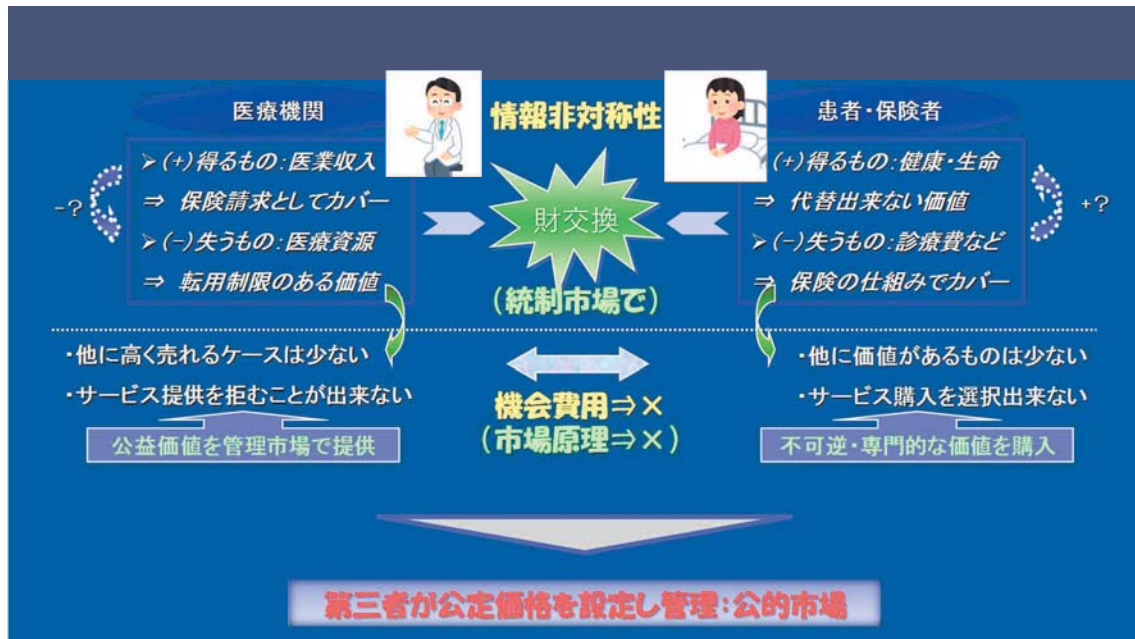 医療機関
情報非対称性
患者・保険者
➢(+)得るもの:医業収入
⇒ 保険請求としてカバー
➢(-)失うもの:医療資源
⇒ 転用制限のある価値
-?
財交換
(統制市場で)
(+)得るもの:健康・生命
⇒ 代替出来ない価値
➢(-)失うもの:診療費など
⇒ 保険の仕組みでカバー
+?
・他に高く売れるケースは少ない
・サービス提供を拒むことが出来ない
公益価値を管理市場で提供
機会費用⇒×
(市場原理⇒×)
・他に価値があるものは少ない
・サービス購入を選択出来ない
不可逆・専門的な価値を購入
第三者が公定価格を設定し管理:公的市場